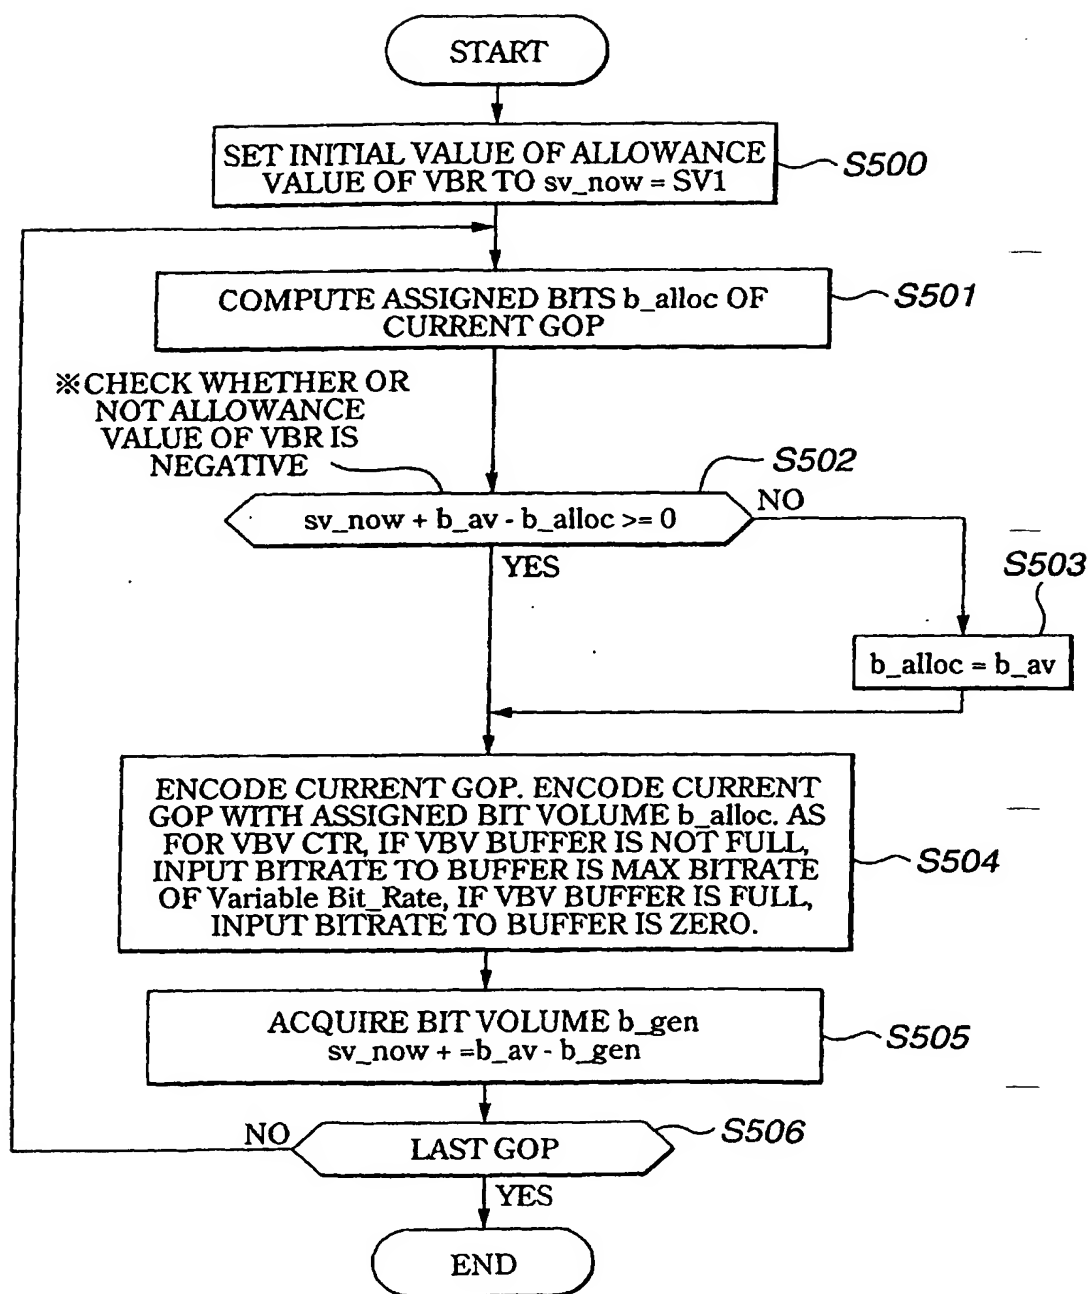 START
SET INITIAL VALUE OF ALLOWANCE
VALUE OF VBR TO sv_now = SV1
S500
COMPUTE ASSIGNED BITS b_alloc OF
CURRENT GOP
S501
※CHECK WHETHER OR
NOT ALLOWANCE
VALUE OF VBR IS
NEGATIVE
S502
sv_now + b_av - b_alloc >= 0
NO
YES
S503
b_alloc = b_av
ENCODE CURRENT GOP. ENCODE CURRENT
GOP WITH ASSIGNED BIT VOLUME b_alloc. AS
FOR VBV CTR, IF VBV BUFFER IS NOT FULL,
INPUT BITRATE TO BUFFER IS MAX BITRATE
OF Variable Bit_Rate, IF VBV BUFFER IS FULL,
INPUT BITRATE TO BUFFER IS ZERO.
S504
ACQUIRE BIT VOLUME b_gen
sv_now + =b_av - b_gen
S505
NO
LAST GOP
S506
YES
END